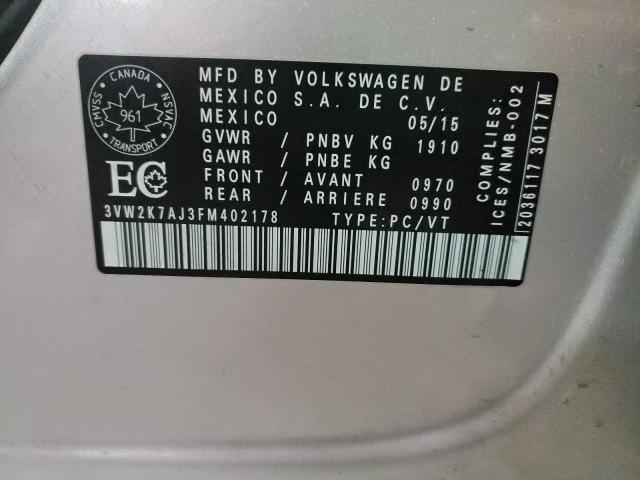 MFD BY VOLKSWAGEN DE
MEXICO S.A. DE C.V.
MEXICO 05/15
GVWR / PNBV KG 1910
GAWR / PNBE KG
FRONT / AVANT 0970
REAR / ARRIERE 0990
3VW2K7AJ3FM402178 TYPE:PC/VT
CANADA
CMVSS
NSVAC
961
TRANSPORT
EC
COMPLIES:
ICES/NMB-002
2036117 3017 M